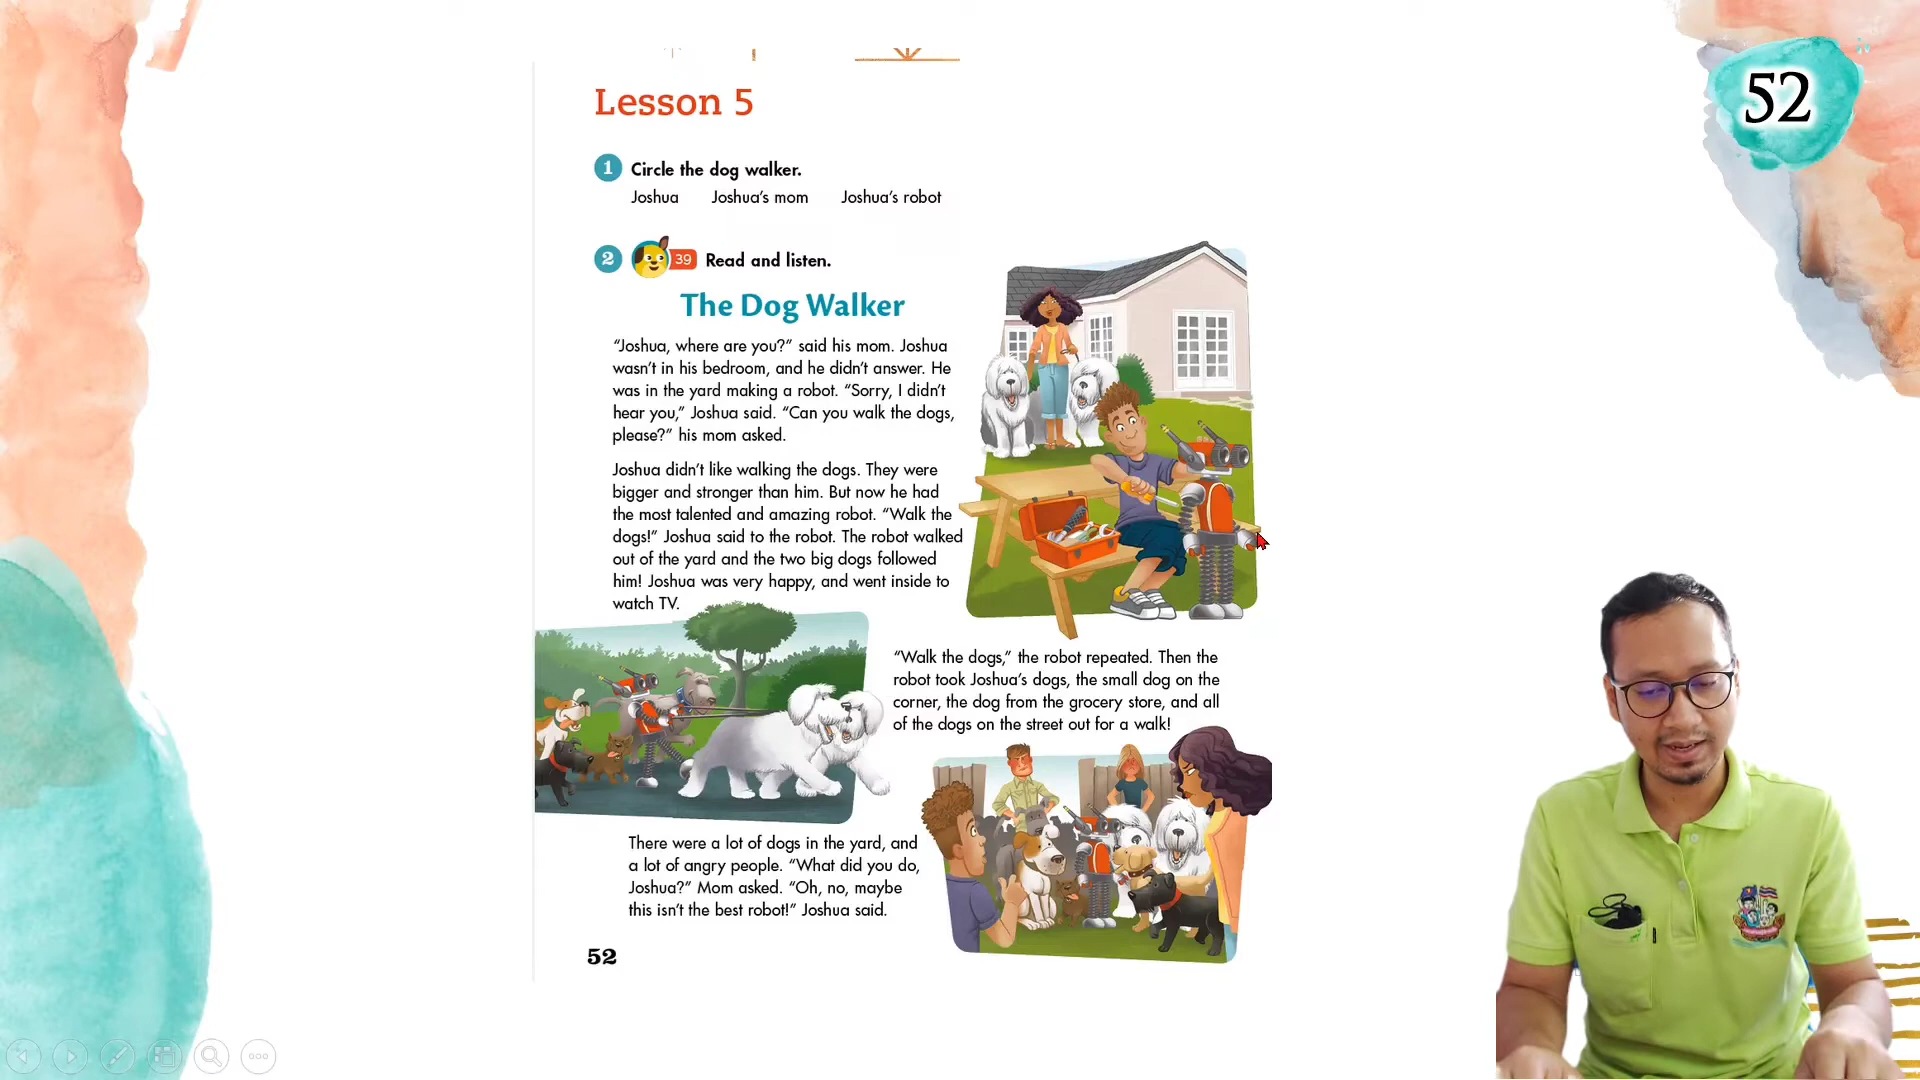 52
Lesson 5
1 Circle the dog walker.
Joshua Joshua’s mom Joshua’s robot
2 39 Read and listen.
The Dog Walker
“Joshua, where are you?” said his mom. Joshua
wasn’t in his bedroom, and he didn’t answer. He
was in the yard making a robot. “Sorry, I didn’t
hear you,” Joshua said. “Can you walk the dogs,
please?” his mom asked.
Joshua didn’t like walking the dogs. They were
bigger and stronger than him. But now he had
the most talented and amazing robot. “Walk the
dogs!” Joshua said to the robot. The robot walked
out of the yard and the two big dogs followed
him! Joshua was very happy, and went inside to
watch TV.
“Walk the dogs,” the robot repeated. Then the
robot took Joshua’s dogs, the small dog on the
corner, the dog from the grocery store, and all
of the dogs on the street out for a walk!
There were a lot of dogs in the yard, and
a lot of angry people. “What did you do,
Joshua?” Mom asked. “Oh, no, maybe
this isn’t the best robot!” Joshua said.
52